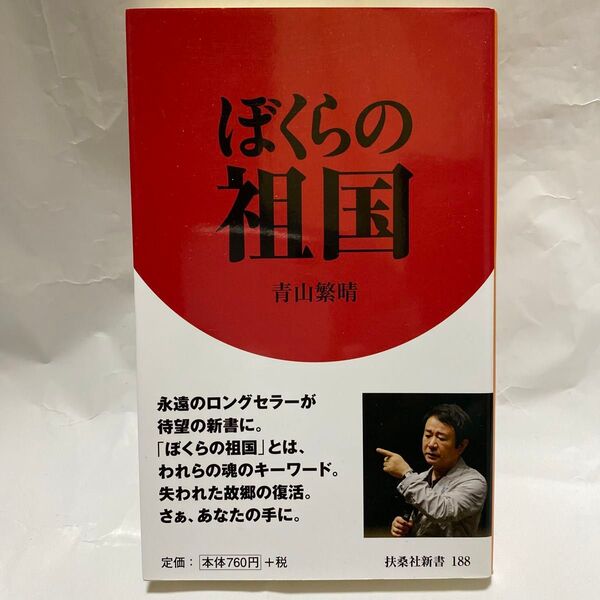 ぼくらの
祖国
青山繁晴
永遠のロングセラーが
待望の新書に。
「ぼくらの祖国」とは、
われらの魂のキーワード。
失われた故郷の復活。
さぁ、あなたの手に。
定価：本体760円+税
扶桑社新書 188